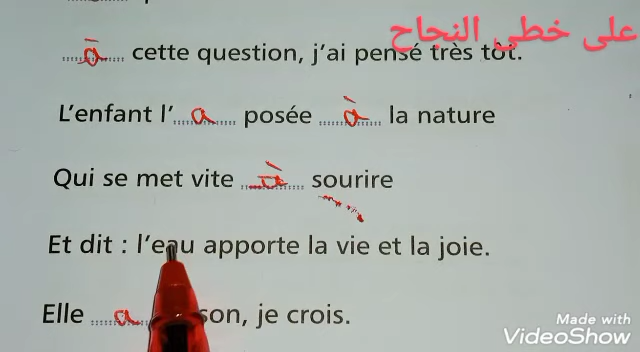 على خطى النجاح
à cette question, j'ai pensé très tôt.
L'enfant l' a posée à la nature
Qui se met vite à sourire
Et dit : l'eau apporte la vie et la joie.
Elle a son, je crois.
Made with
VideoShow